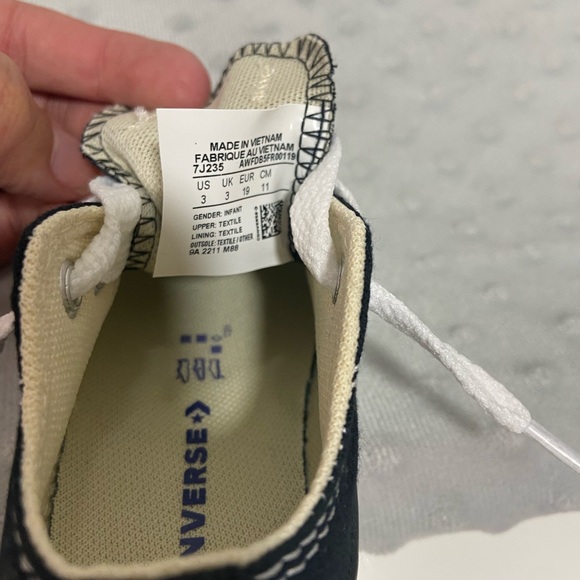 MADE IN VIETNAM
FABRIQUE AU VIETNAM
7J235 AWFDB5FR00119
US UK EUR CM
3 3 19 11
GENDER: INFANT
UPPER: TEXTILE
LINING: TEXTILE
OUTSOLE: TEXTILE / OTHER
9A 2211 M88
NVERSE